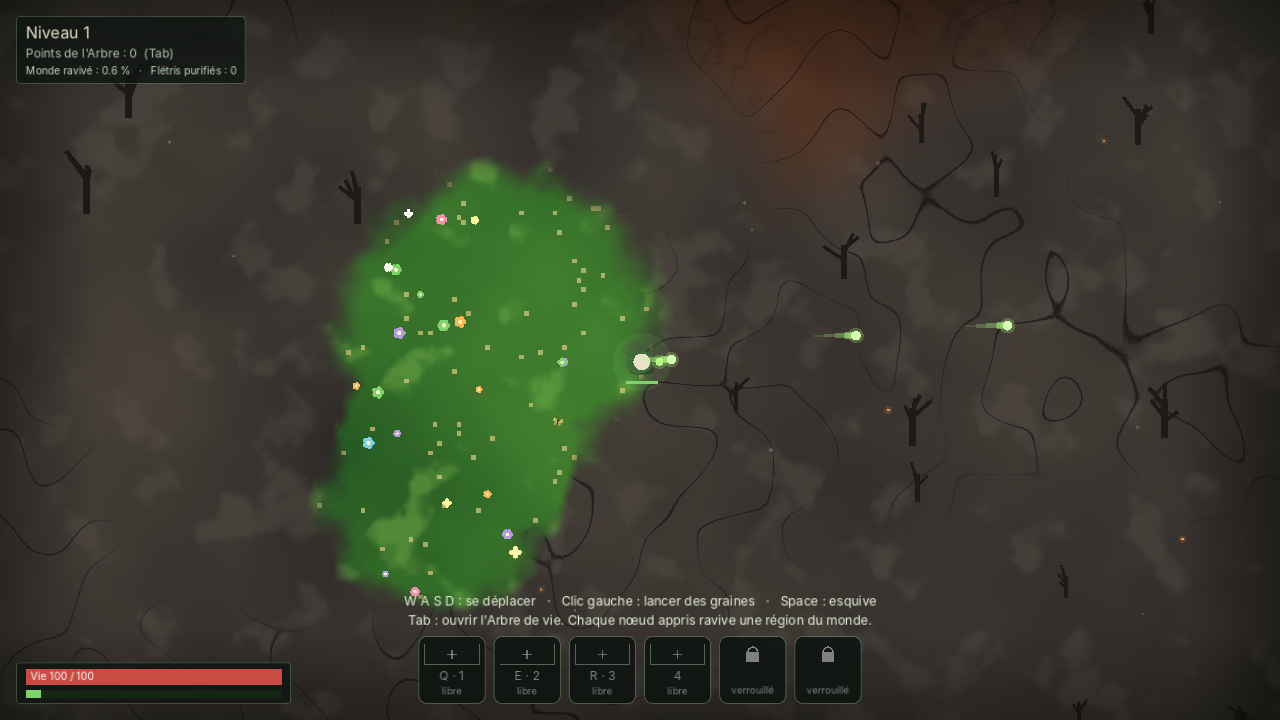 Niveau 1
Points de l'Arbre : 0 (Tab)
Monde ravivé : 0.6 % · Flétris purifiés : 0
W A S D : se déplacer · Clic gauche : lancer des graines · Space : esquive
Tab : ouvrir l'Arbre de vie. Chaque nœud appris ravive une région du monde.
Vie 100 / 100
Q · 1 E · 2 R · 3 4
libre libre libre libre verrouillé verrouillé